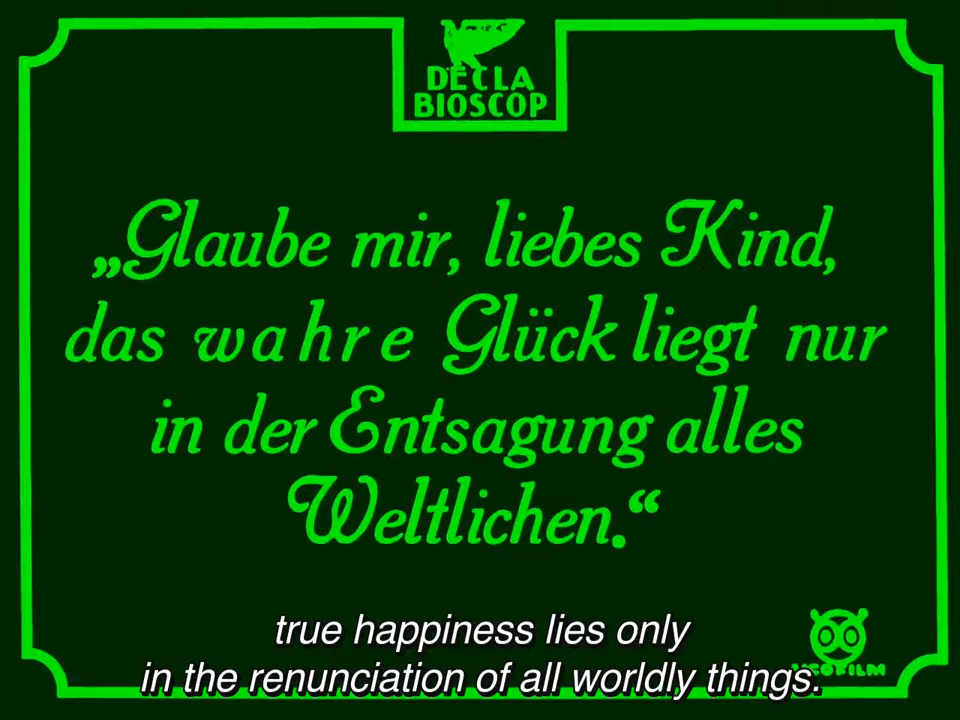 DECLA
BIOSCOP
„Glaube mir, liebes Kind,
das wahre Glück liegt nur
in der Entsagung alles
Weltlichen.“
true happiness lies only
in the renunciation of all worldly things.